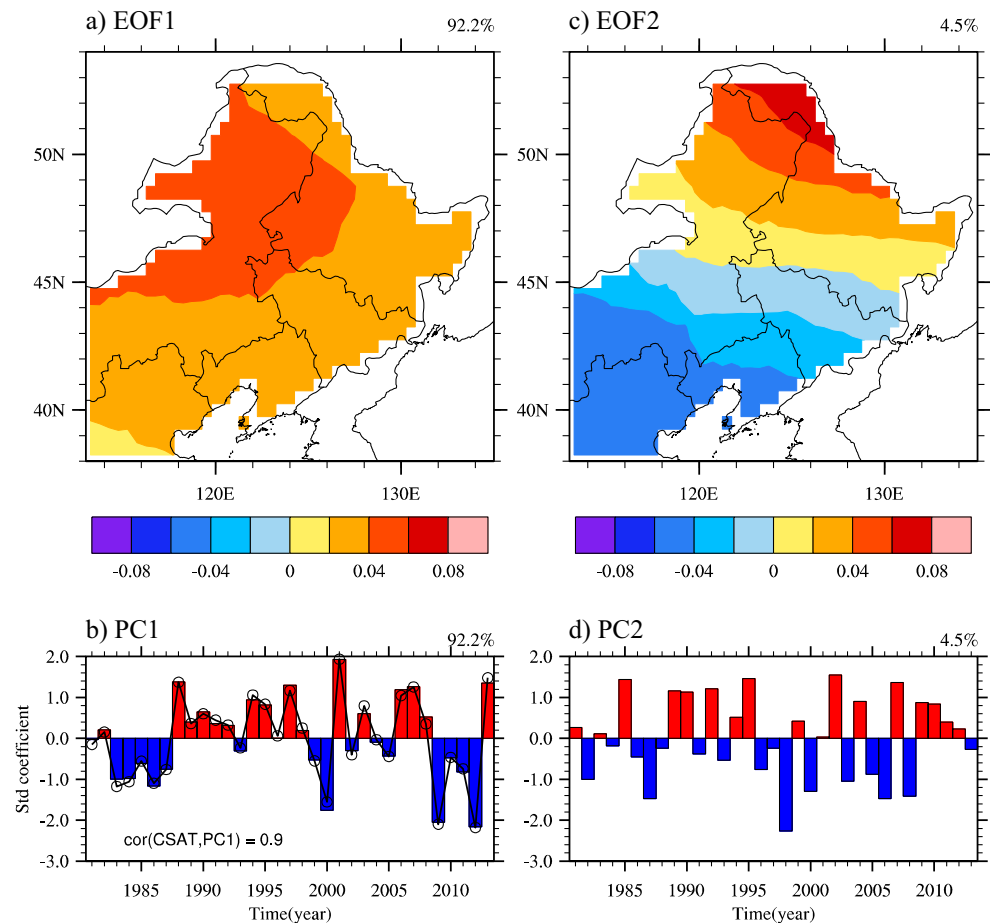 a) EOF1
92.2%
50N
45N
40N
120E
130E
-0.08
-0.04
0
0.04
0.08
c) EOF2
4.5%
50N
45N
40N
120E
130E
-0.08
-0.04
0
0.04
0.08
b) PC1
92.2%
2.0
1.0
0.0
-1.0
-2.0
-3.0
Std coefficient
cor(CSAT,PC1) = 0.9
1985
1990
1995
2000
2005
2010
Time(year)
d) PC2
4.5%
2.0
1.0
0.0
-1.0
-2.0
-3.0
1985
1990
1995
2000
2005
2010
Time(year)